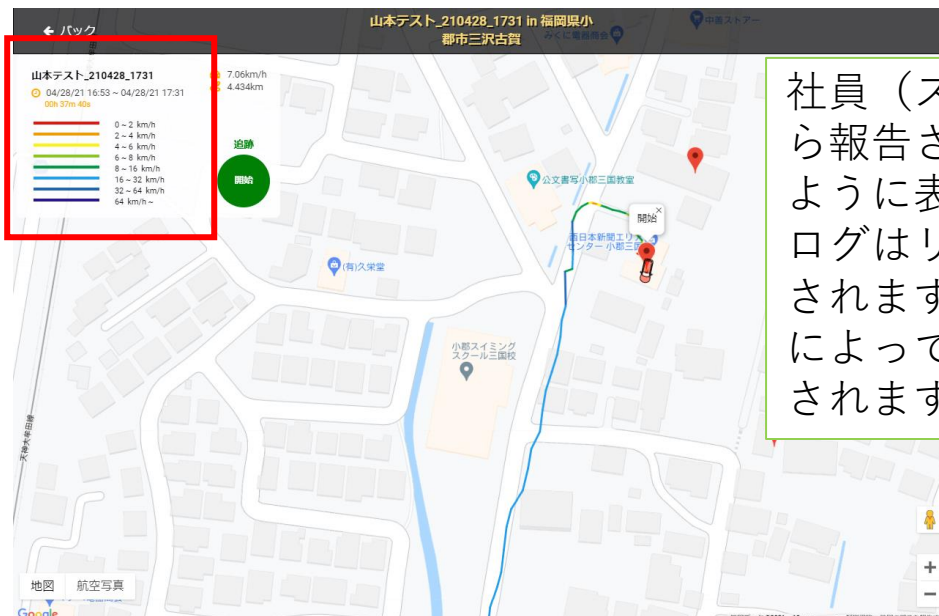 バック
山本テスト_210428_1731 in 福岡県小
郡市三沢古賀
みくに電器商会
中善ストアー
山本テスト_210428_1731
04/28/21 16:53 ~ 04/28/21 17:31
00h 37m 40s
7.06km/h
4.434km
0 ~ 2 km/h
2 ~ 4 km/h
4 ~ 6 km/h
6 ~ 8 km/h
8 ~ 16 km/h
16 ~ 32 km/h
32 ~ 64 km/h
64 km/h ~
追跡
開始
社員（ス
ら報告さ
ように表
ログはリ
されます
によって
されます
公文書写小郡三国教室
開始
西日本新聞エリア
センター 小郡三国
(有)久栄堂
小郡スイミング
スクール三国校
天神大牟田線
地図
航空写真
Google